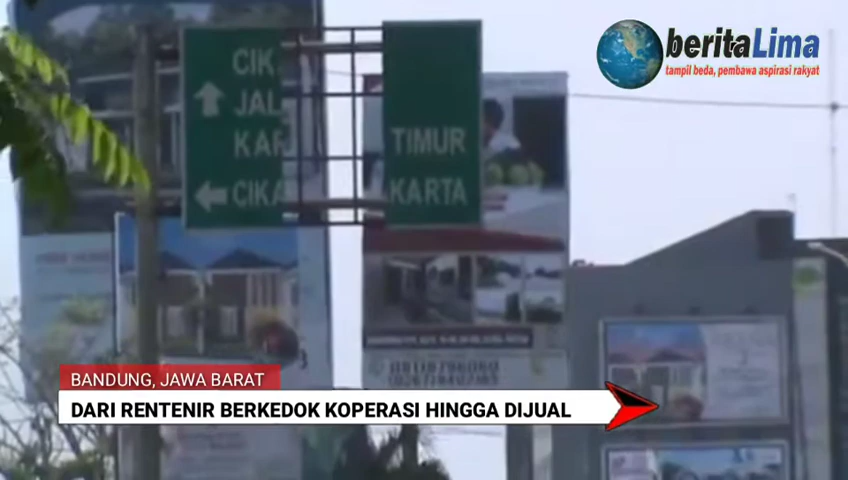 beritaLima
tampil beda, pembawa aspirasi rakyat
CIK
JAL
KAR
CIKA
TIMUR
KARTA
BANDUNG, JAWA BARAT
DARI RENTENIR BERKEDOK KOPERASI HINGGA DIJUAL